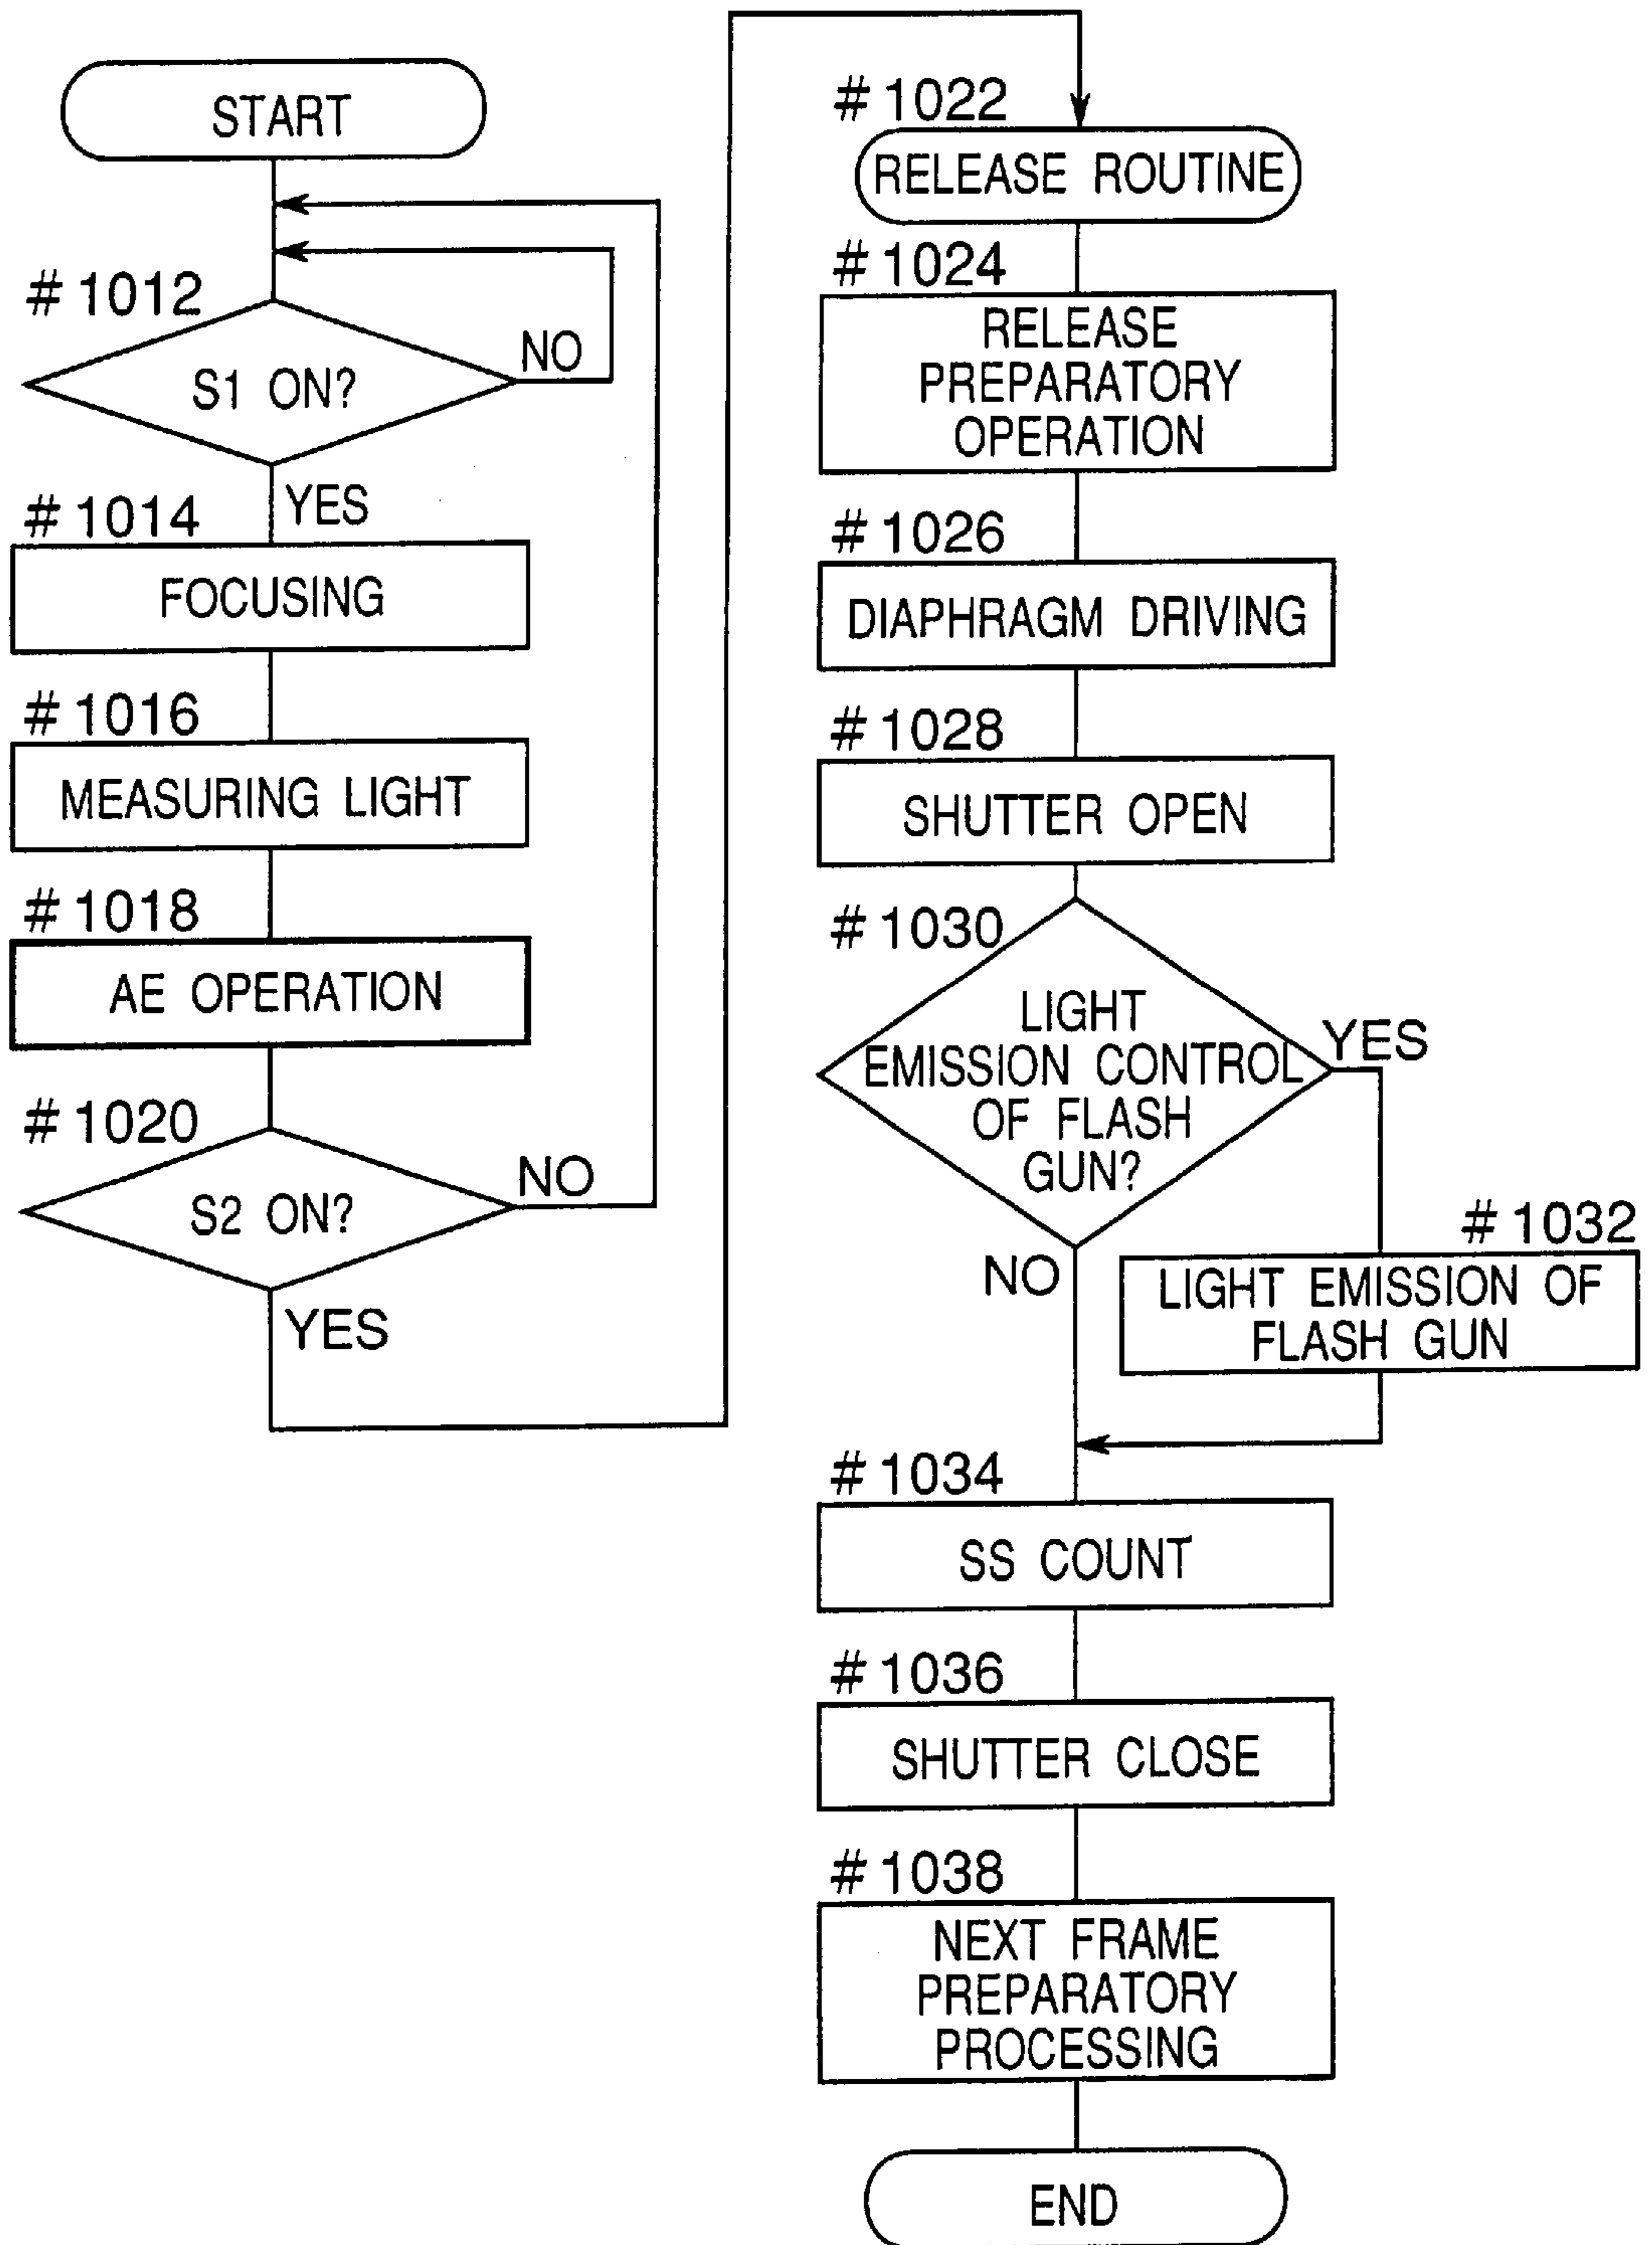 START
# 1012
S1 ON?
NO
YES
# 1014
FOCUSING
# 1016
MEASURING LIGHT
# 1018
AE OPERATION
# 1020
S2 ON?
NO
YES
# 1022
RELEASE ROUTINE
# 1024
RELEASE
PREPARATORY
OPERATION
# 1026
DIAPHRAGM DRIVING
# 1028
SHUTTER OPEN
# 1030
LIGHT
EMISSION CONTROL
OF FLASH
GUN?
YES
NO
# 1032
LIGHT EMISSION OF
FLASH GUN
# 1034
SS COUNT
# 1036
SHUTTER CLOSE
# 1038
NEXT FRAME
PREPARATORY
PROCESSING
END